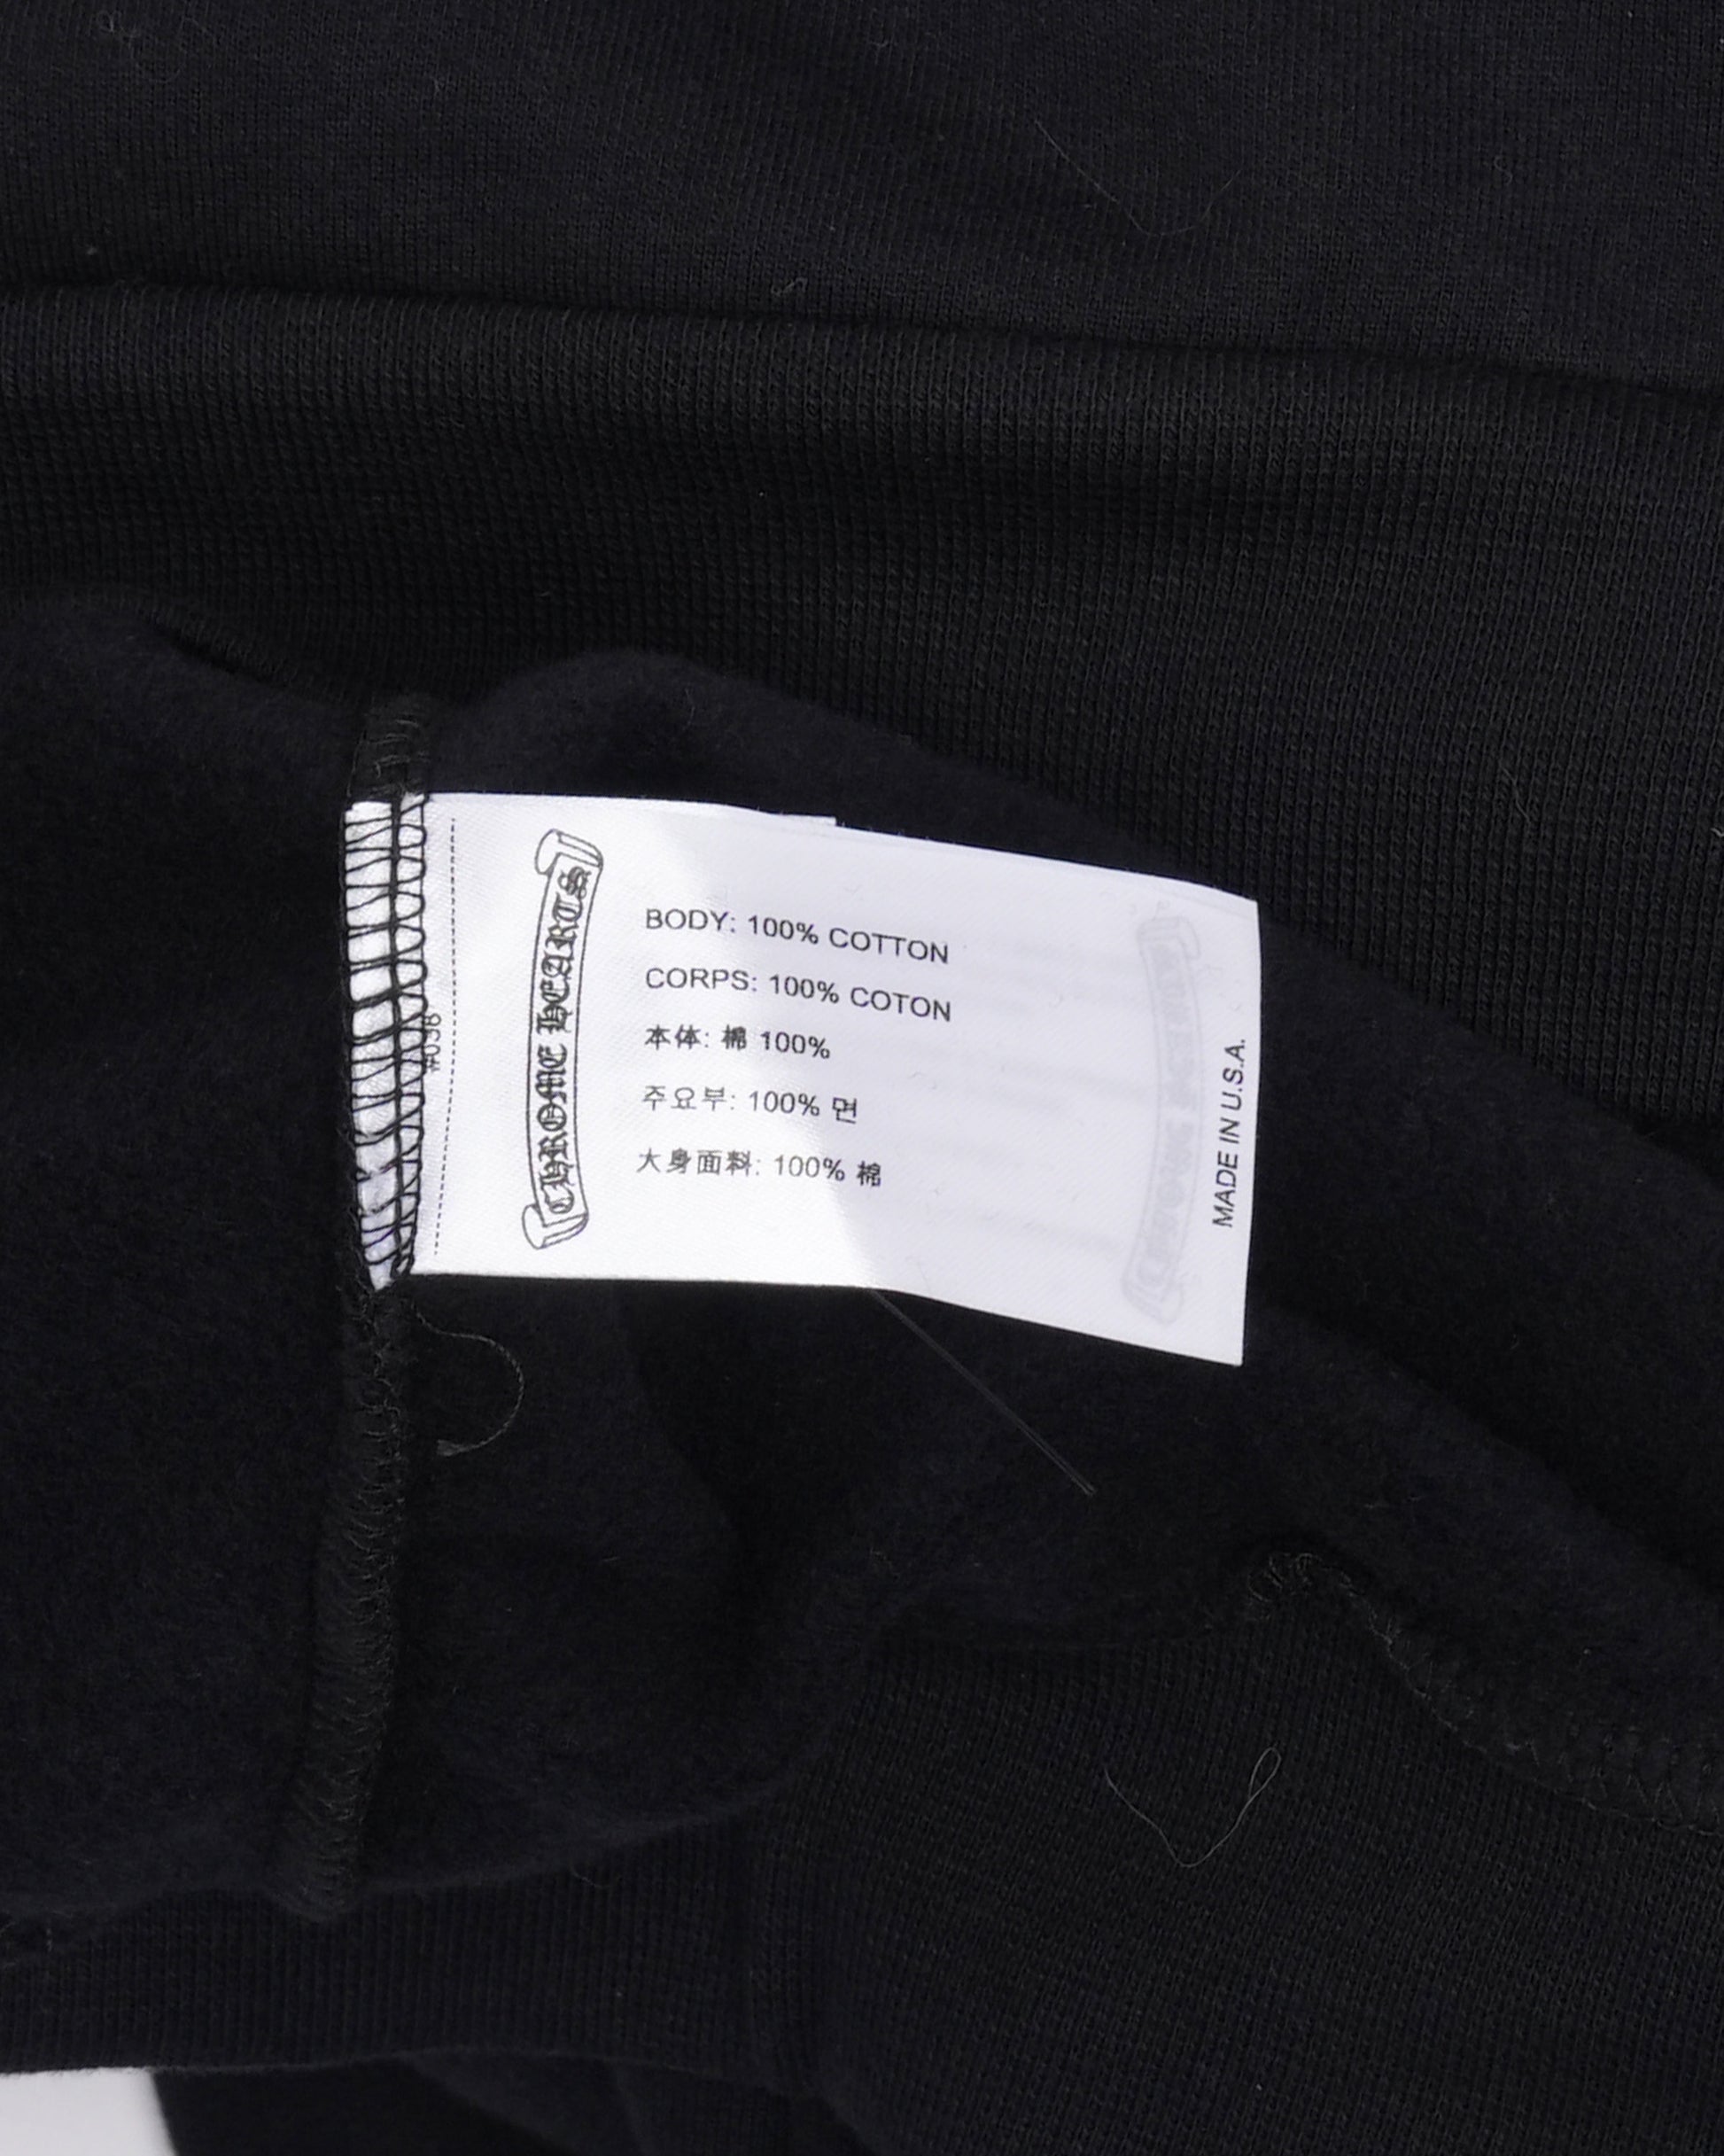 #098
CHROME HEARTS
BODY: 100% COTTON
CORPS: 100% COTON
本体: 棉 100%
주요부: 100% 면
大身面料: 100% 棉
MADE IN U.S.A.